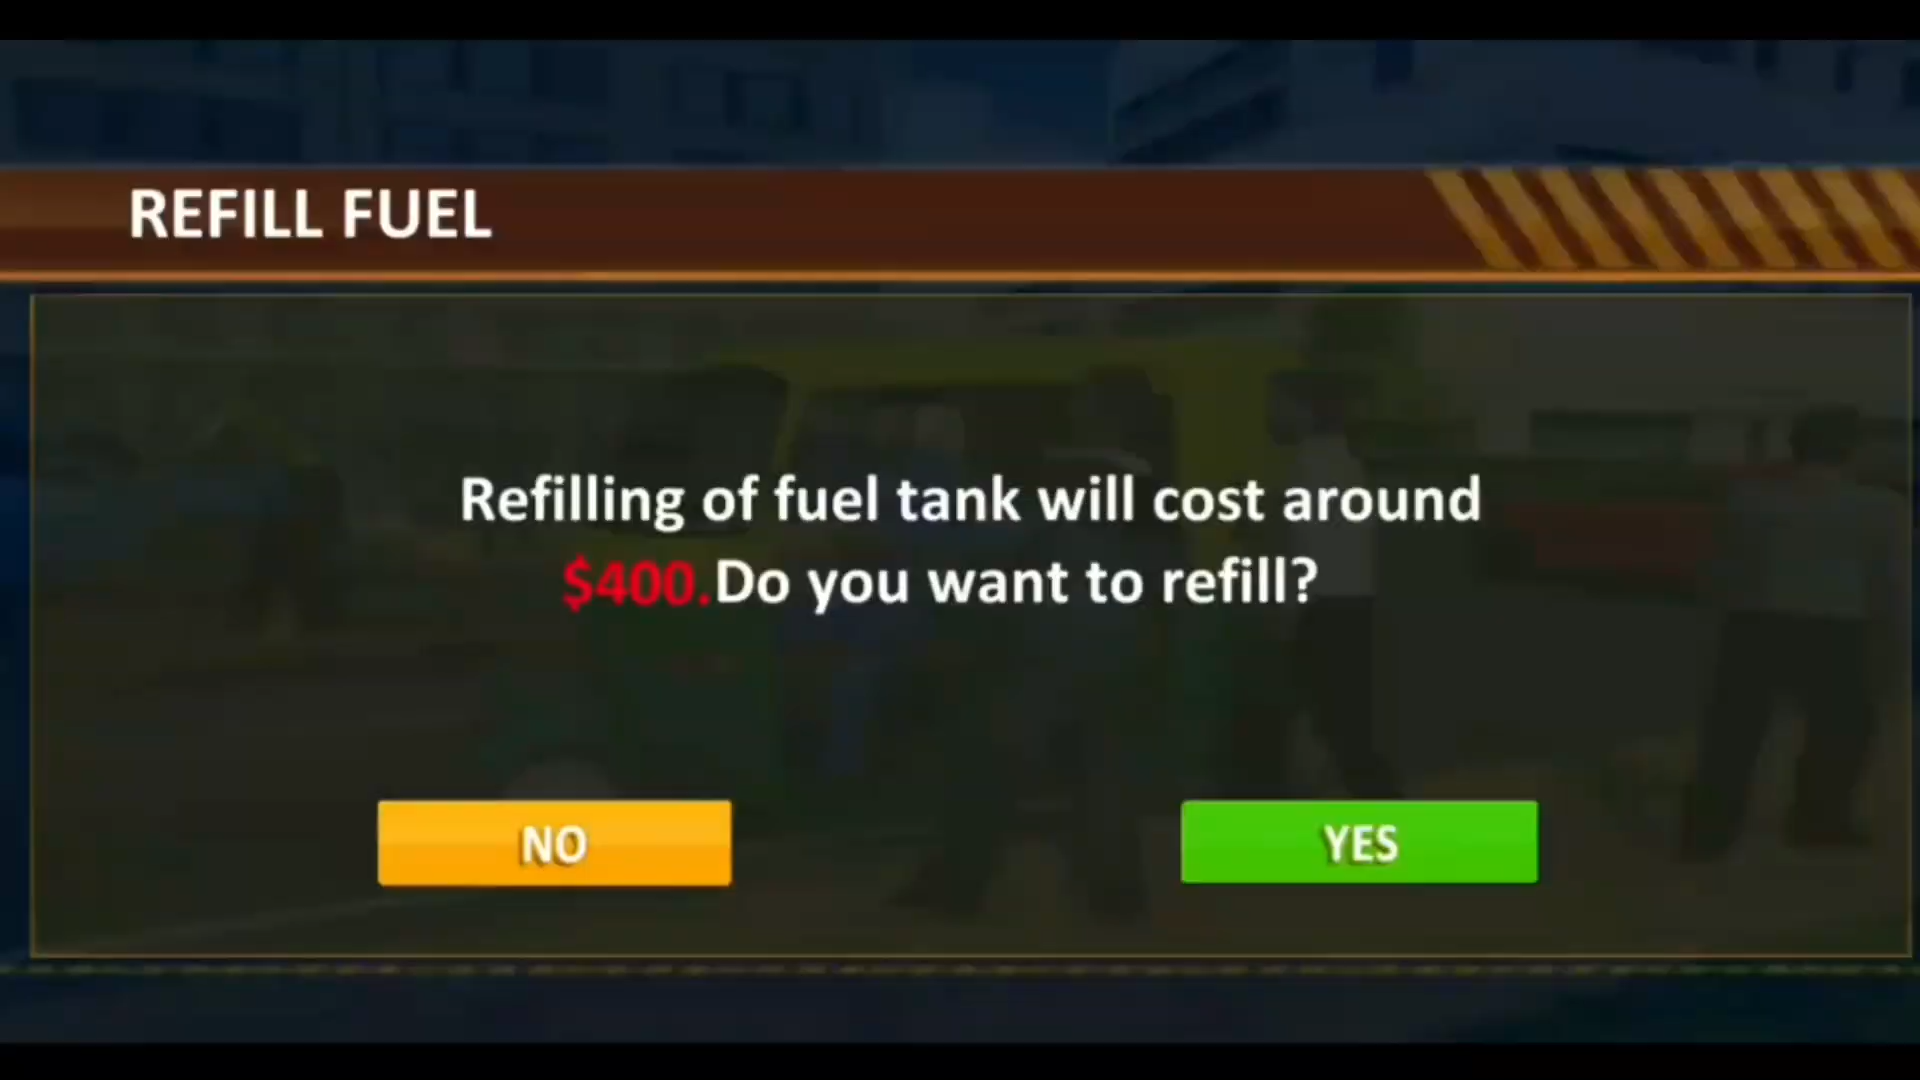 REFILL FUEL
Refilling of fuel tank will cost around
$400.Do you want to refill?
NO
YES